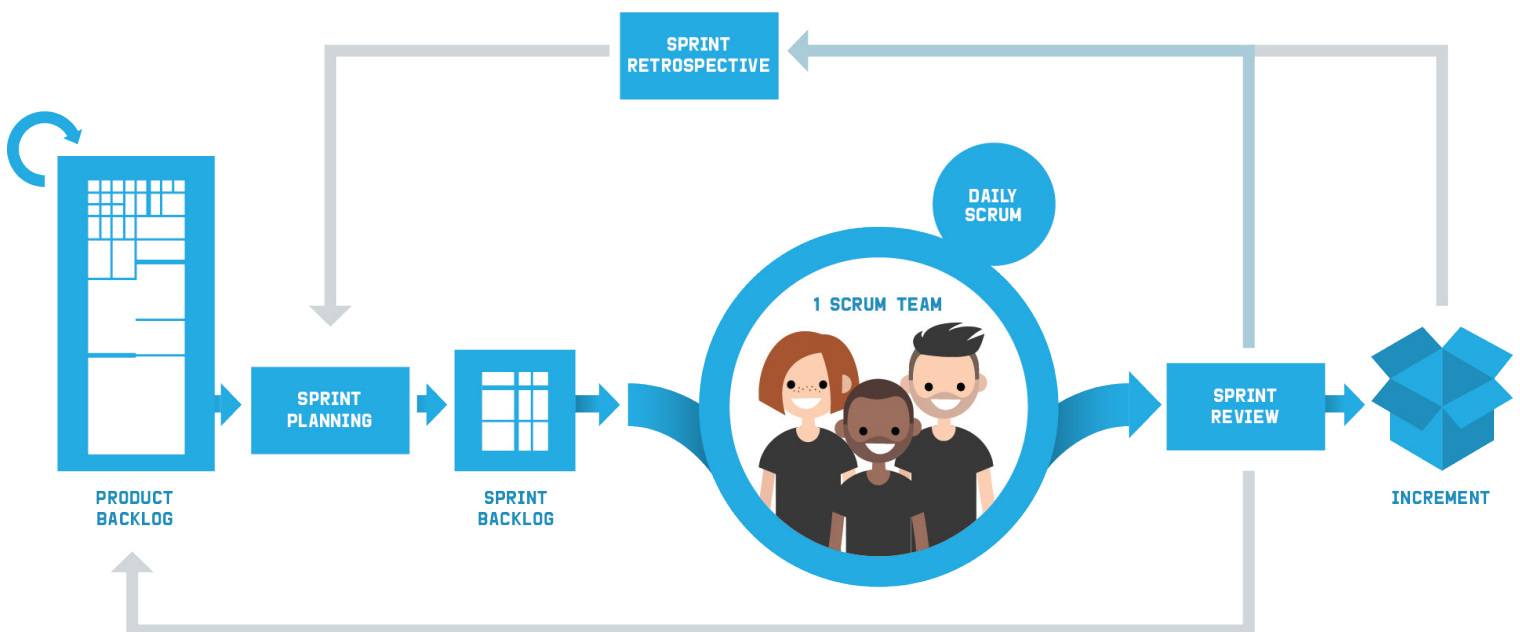 SPRINT
RETROSPECTIVE
DAILY
SCRUM
1 SCRUM TEAM
SPRINT
PLANNING
SPRINT
REVIEW
PRODUCT
BACKLOG
SPRINT
BACKLOG
INCREMENT